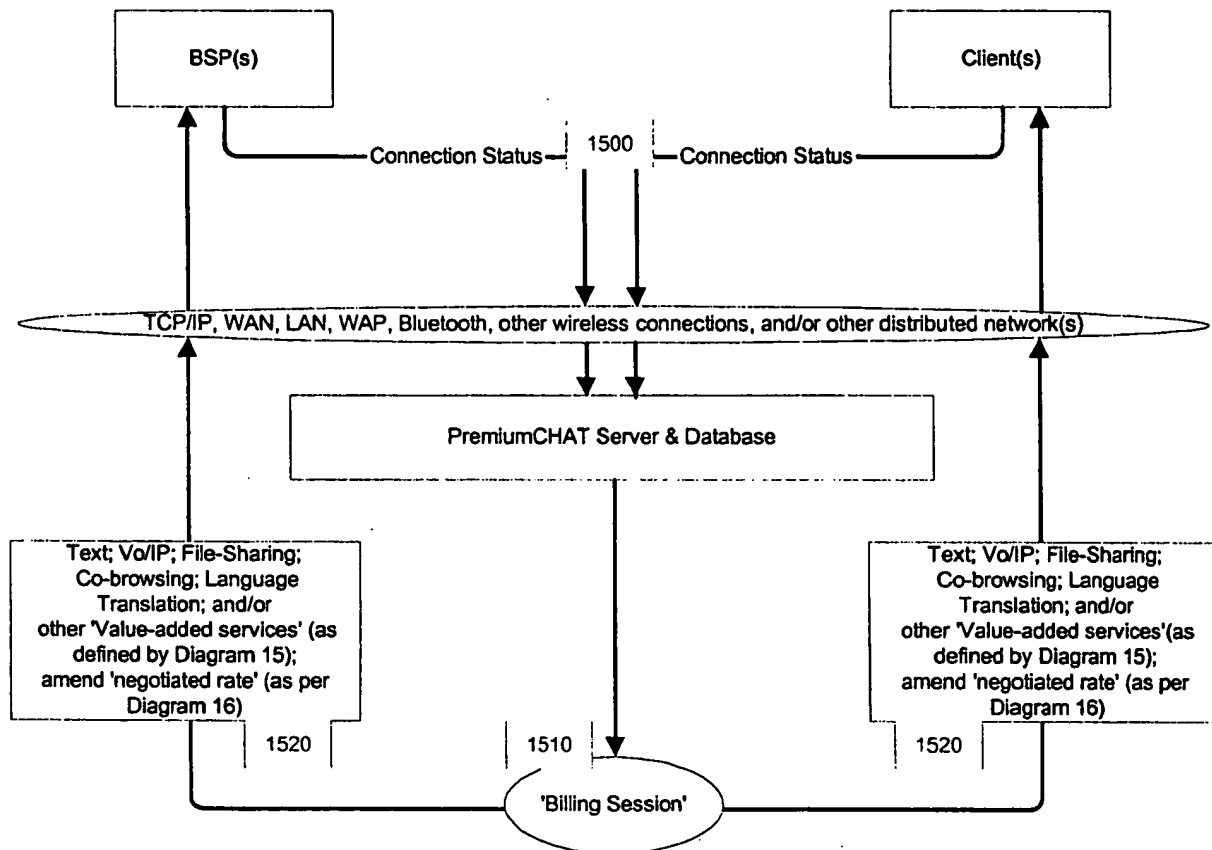 BSP(s)
Client(s)
Connection Status
1500
Connection Status
TCP/IP, WAN, LAN, WAP, Bluetooth, other wireless connections, and/or other distributed network(s)
PremiumCHAT Server & Database
Text; Vo/IP; File-Sharing;
Co-browsing; Language
Translation; and/or
other 'Value-added services' (as
defined by Diagram 15);
amend 'negotiated rate' (as per
Diagram 16)
Text; Vo/IP; File-Sharing;
Co-browsing; Language
Translation; and/or
other 'Value-added services'(as
defined by Diagram 15);
amend 'negotiated rate' (as per
Diagram 16)
1520
1510
1520
'Billing Session'